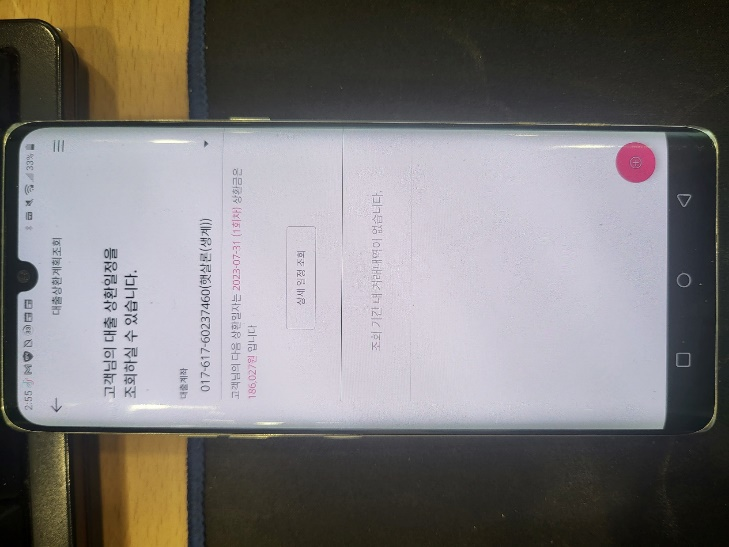 2:55
33%
대출상환계획조회
고객님의 대출 상환일정을
조회하실 수 있습니다.
대출계좌
017-617-60237460(햇살론(생계))
고객님의 다음 상환일자는 2023-07-31 (1회차) 상환금은
186,027원 입니다
상세 일정 조회
조회 기간 내 거래내역이 없습니다.